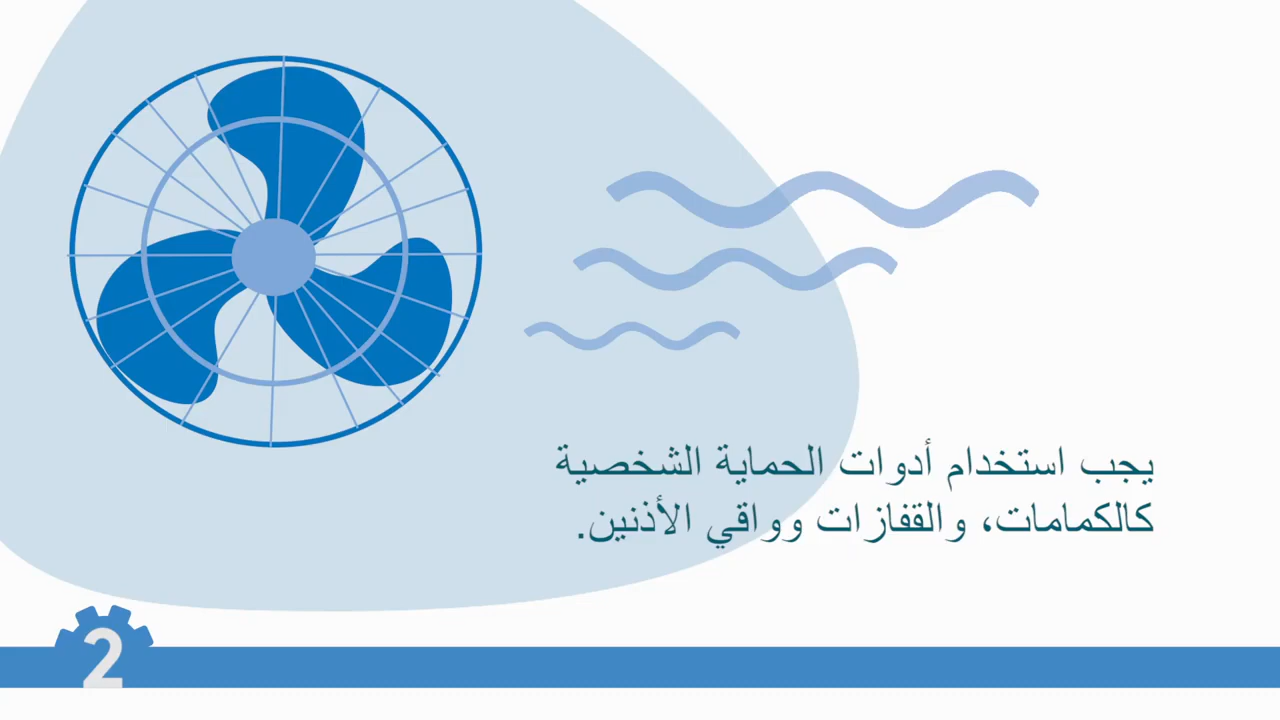 يجب استخدام أدوات الحماية الشخصية
كالكمامات، والقفازات وواقي الأذنين.
2